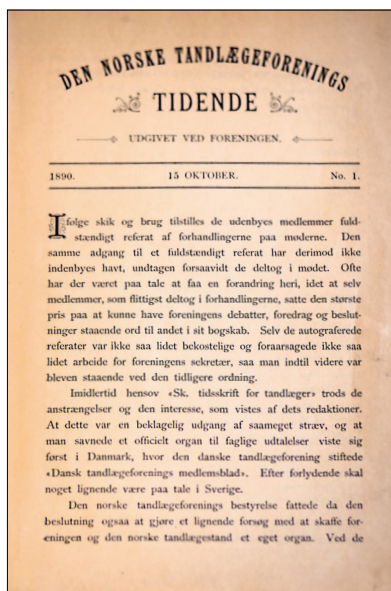 DEN NORSKE TANDLÆGEFORENINGS
TIDENDE
UDGIVET VED FORENINGEN.
1890. 15 OKTOBER. No. 1.
Ifølge skik og brug tilstilles de udenbyes medlemmer fuld-
stændigt referat af forhandlingerne paa møderne. Den
samme adgang til et fuldstændigt referat har derimod ikke
indenbyes havt, undtagen forsaavidt de deltog i mødet. Ofte
har der været paa tale at faa en forandring heri, idet at selv
medlemmer, som flittigst deltog i forhandlingerne, satte den største
pris paa at kunne have foreningens debatter, foredrag og beslut-
ninger staaende ord til andet i sit bogskab. Selv de autograferede
referater var ikke saa lidet bekostelige og foraarsagede ikke saa
lidet arbeide for foreningens sekretær, saa man indtil videre var
bleven staaende ved den tidligere ordning.
Imidlertid hensov «Sk. tidsskrift for tandlæger» trods de
anstrængelser og den interesse, som vistes af dets redaktioner.
At dette var en beklagelig udgang af saameget stræv, og at
man savnede et officielt organ til faglige udtalelser viste sig
først i Danmark, hvor den danske tandlægeforening stiftede
«Dansk tandlægeforenings medlemsblad». Efter forlydende skal
noget lignende være paa tale i Sverige.
Den norske tandlægeforenings bestyrelse fattede da den
beslutning ogsaa at gjøre et lignende forsøg med at skaffe for-
eningen og den norske tandlægestand et eget organ. Ved de